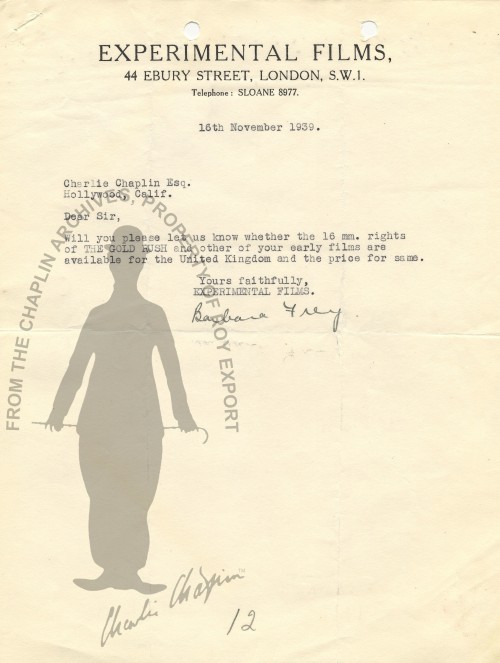 EXPERIMENTAL FILMS,
44 EBURY STREET, LONDON, S.W.1.
Telephone: SLOANE 8977.
16th November 1939.
Charlie Chaplin Esq.
Hollywood, Calif.
Dear Sir,
Will you please let us know whether the 16 mm. rights
of THE GOLD RUSH and other of your early films are
available for the United Kingdom and the price for same.
Yours faithfully,
EXPERIMENTAL FILMS.
Barbara Frey.
FROM THE CHAPLIN ARCHIVES, PROPERTY OF ROY EXPORT
Charlie Chaplin™
12